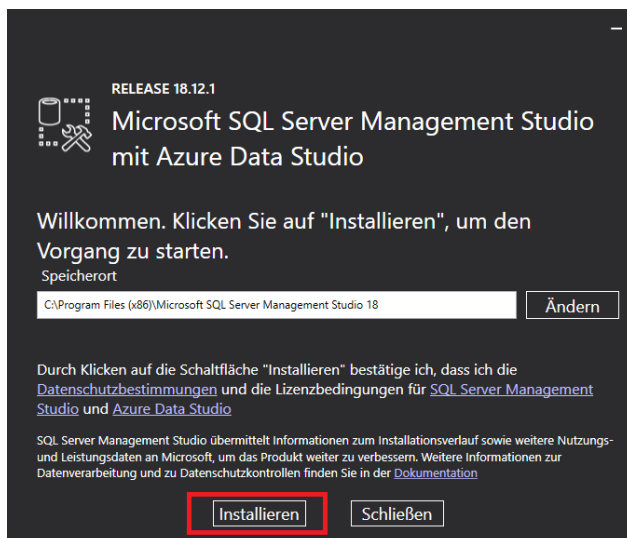 RELEASE 18.12.1
Microsoft SQL Server Management Studio
mit Azure Data Studio
Willkommen. Klicken Sie auf "Installieren", um den
Vorgang zu starten.
Speicherort
C:\Program Files (x86)\Microsoft SQL Server Management Studio 18
Ändern
Durch Klicken auf die Schaltfläche "Installieren" bestätige ich, dass ich die
Datenschutzbestimmungen und die Lizenzbedingungen für SQL Server Management
Studio und Azure Data Studio
SQL Server Management Studio übermittelt Informationen zum Installationsverlauf sowie weitere Nutzungs-
und Leistungsdaten an Microsoft, um das Produkt weiter zu verbessern. Weitere Informationen zur
Datenverarbeitung und zu Datenschutzkontrollen finden Sie in der Dokumentation
Installieren
Schließen